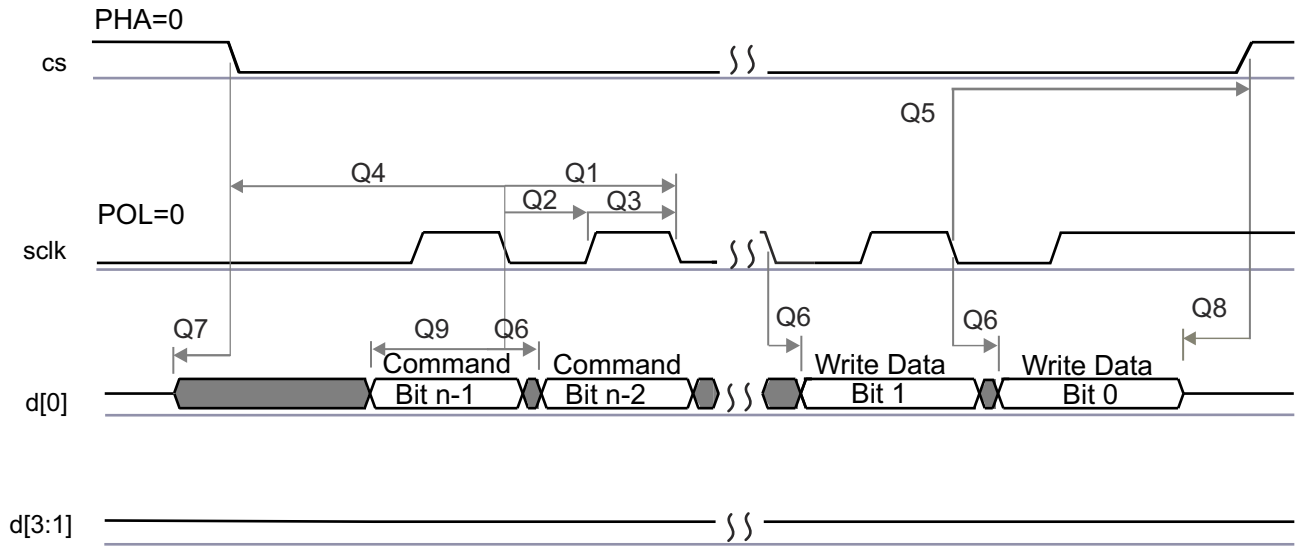 PHA=0
cs
Q5
Q4 Q1
Q2 Q3
POL=0
sclk
Q7 Q9 Q6 Q6 Q6 Q8
Command Command Write Data Write Data
d[0] Bit n-1 Bit n-2 Bit 1 Bit 0
d[3:1]